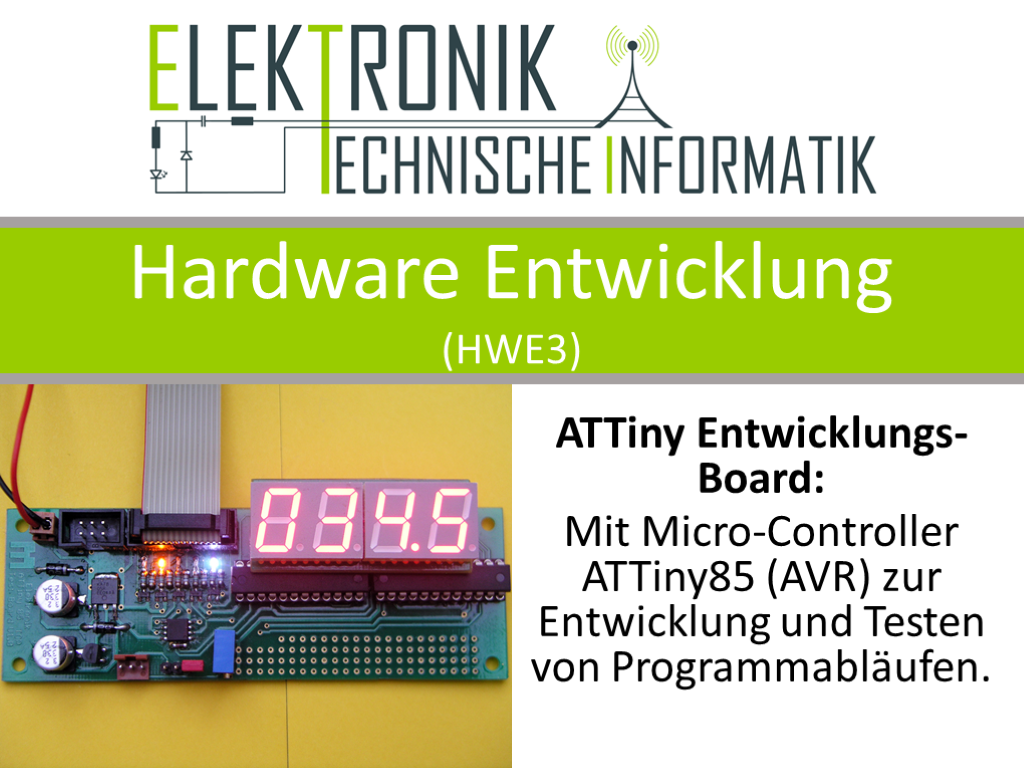 ELEKTRONIK
TECHNISCHE INFORMATIK
Hardware Entwicklung
(HWE3)
034.5
ATTiny Entwicklungs-
Board:
Mit Micro-Controller
ATTiny85 (AVR) zur
Entwicklung und Testen
von Programmabläufen.